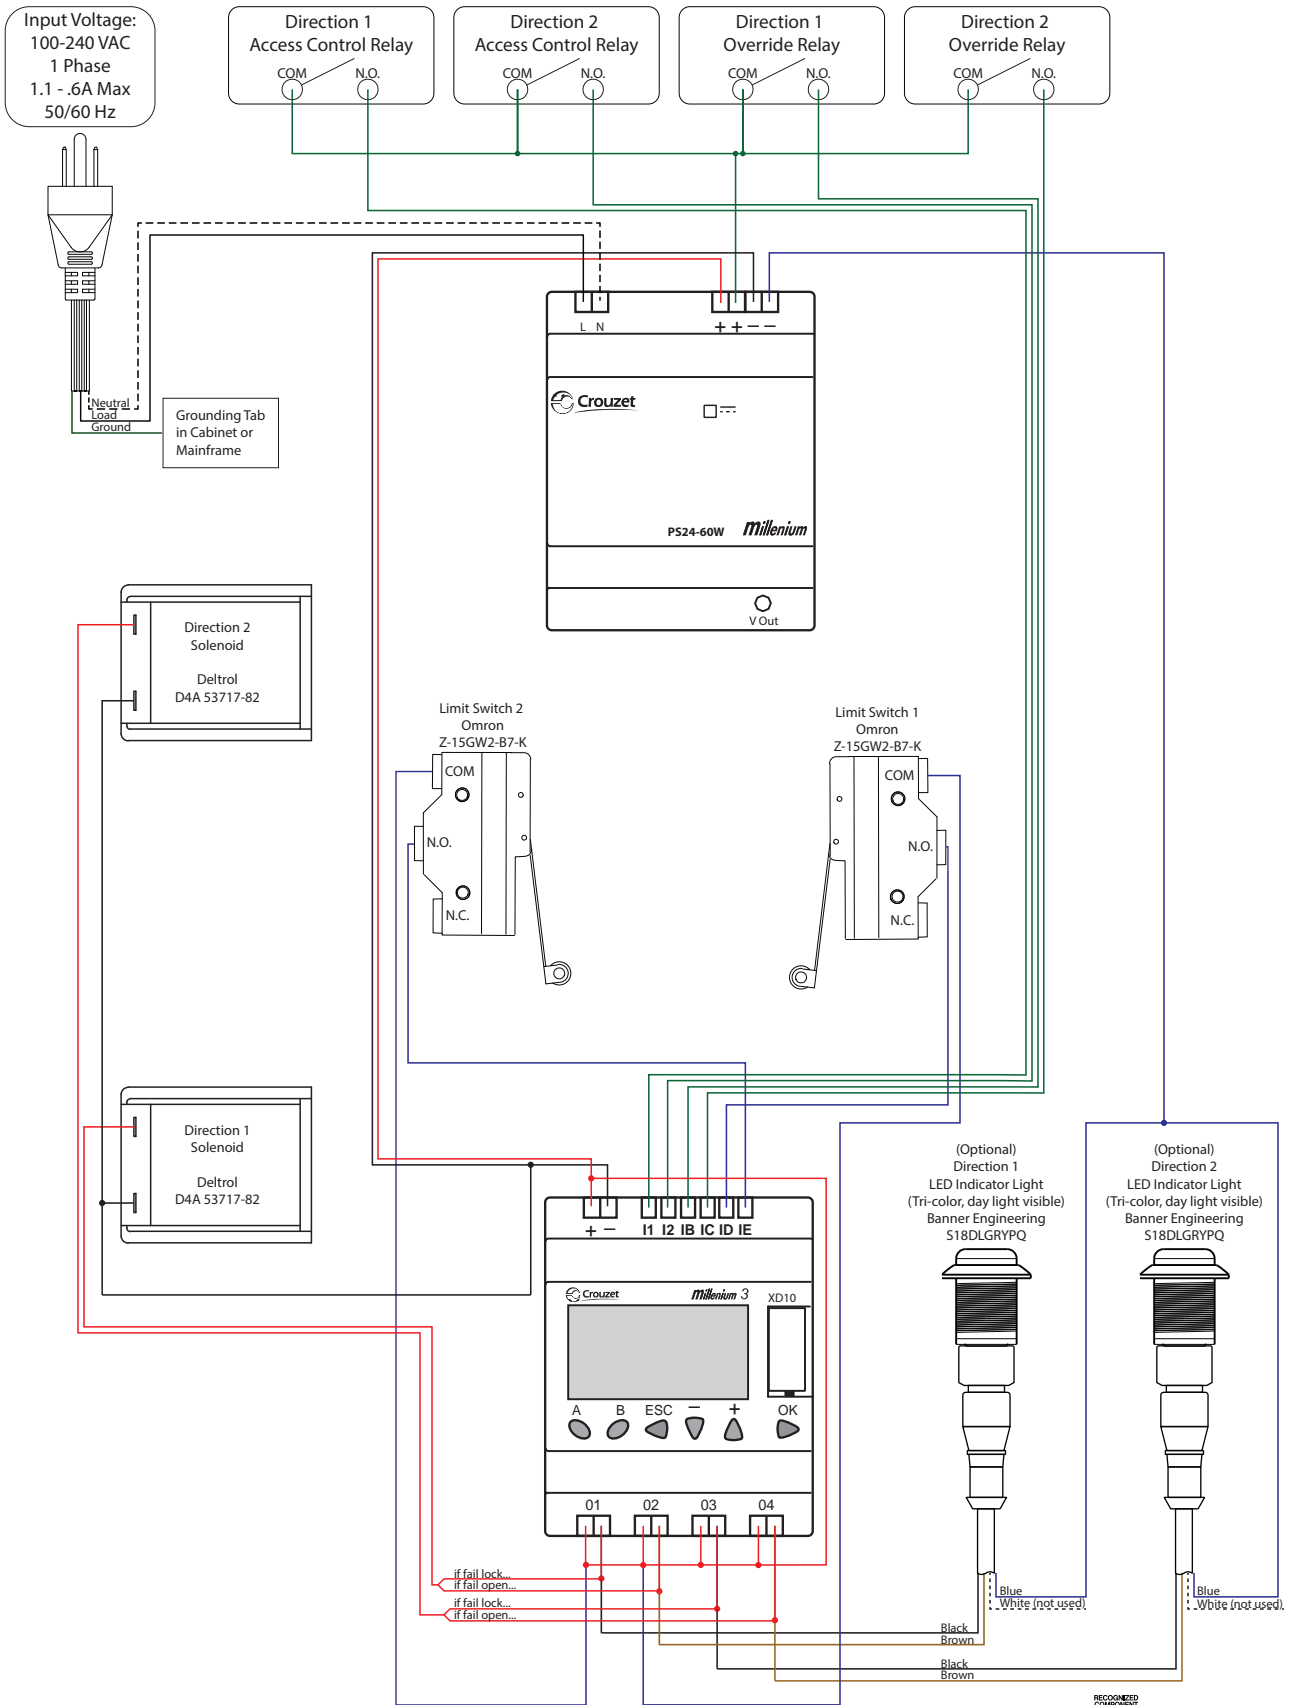 Input Voltage:
100-240 VAC
1 Phase
1.1 - .6A Max
50/60 Hz
Direction 1
Access Control Relay
COM
N.O.
Direction 2
Access Control Relay
COM
N.O.
Direction 1
Override Relay
COM
N.O.
Direction 2
Override Relay
COM
N.O.
Neutral
Load
Ground
Grounding Tab
in Cabinet or
Mainframe
L N
+ + — —
Crouzet
PS24-60W millenium
V Out
Direction 2
Solenoid
Deltrol
D4A 53717-82
Limit Switch 2
Omron
Z-15GW2-B7-K
COM
N.O.
N.C.
Limit Switch 1
Omron
Z-15GW2-B7-K
COM
N.O.
N.C.
Direction 1
Solenoid
Deltrol
D4A 53717-82
+ — I1 I2 IB IC ID IE
Crouzet millenium 3 XD10
A B ESC — + OK
01 02 03 04
(Optional)
Direction 1
LED Indicator Light
(Tri-color, day light visible)
Banner Engineering
S18DLGRYPQ
(Optional)
Direction 2
LED Indicator Light
(Tri-color, day light visible)
Banner Engineering
S18DLGRYPQ
if fail lock...
if fail open...
if fail lock...
if fail open...
Blue
White (not used)
Blue
White (not used)
Black
Brown
Black
Brown
RECOGNIZED
COMPONENT